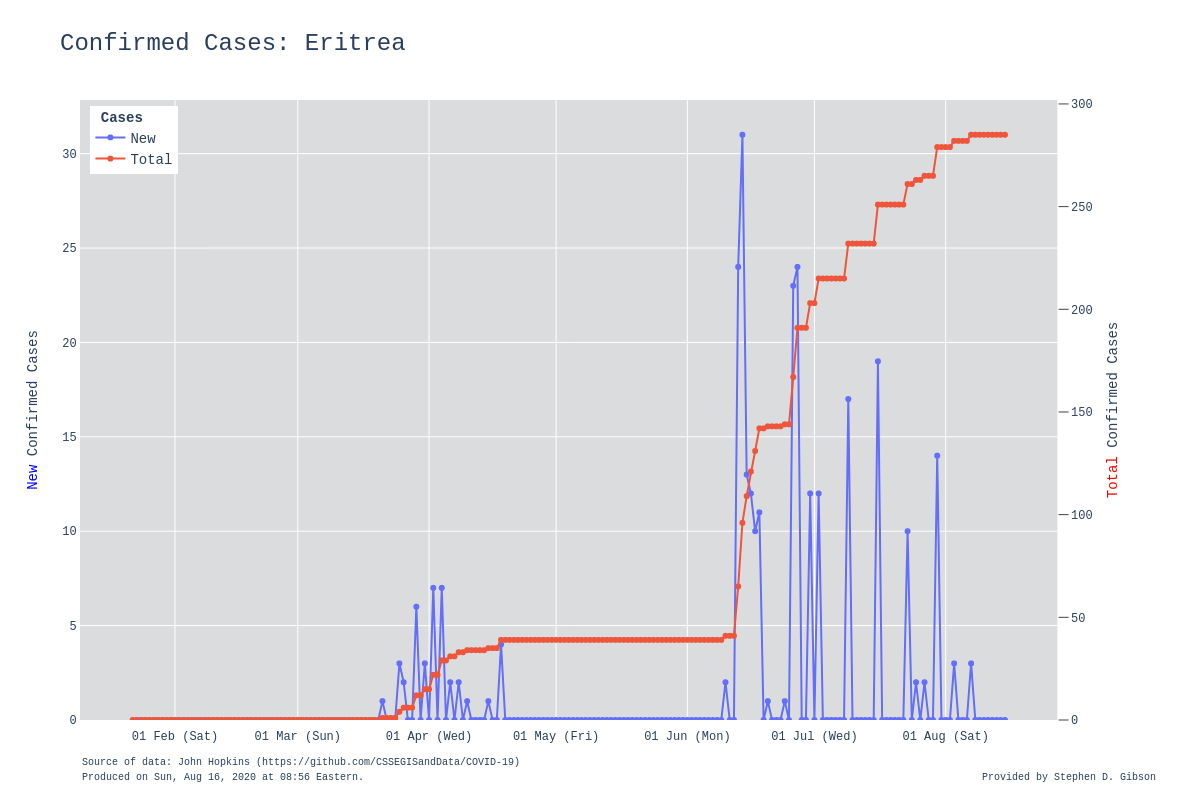 Confirmed Cases: Eritrea
Cases
New
Total
30
25
20
15
10
5
0
300
250
200
150
100
50
0
New Confirmed Cases
Total Confirmed Cases
01 Feb (Sat)
01 Mar (Sun)
01 Apr (Wed)
01 May (Fri)
01 Jun (Mon)
01 Jul (Wed)
01 Aug (Sat)
Source of data: John Hopkins (https://github.com/CSSEGISandData/COVID-19)
Produced on Sun, Aug 16, 2020 at 08:56 Eastern.
Provided by Stephen D. Gibson